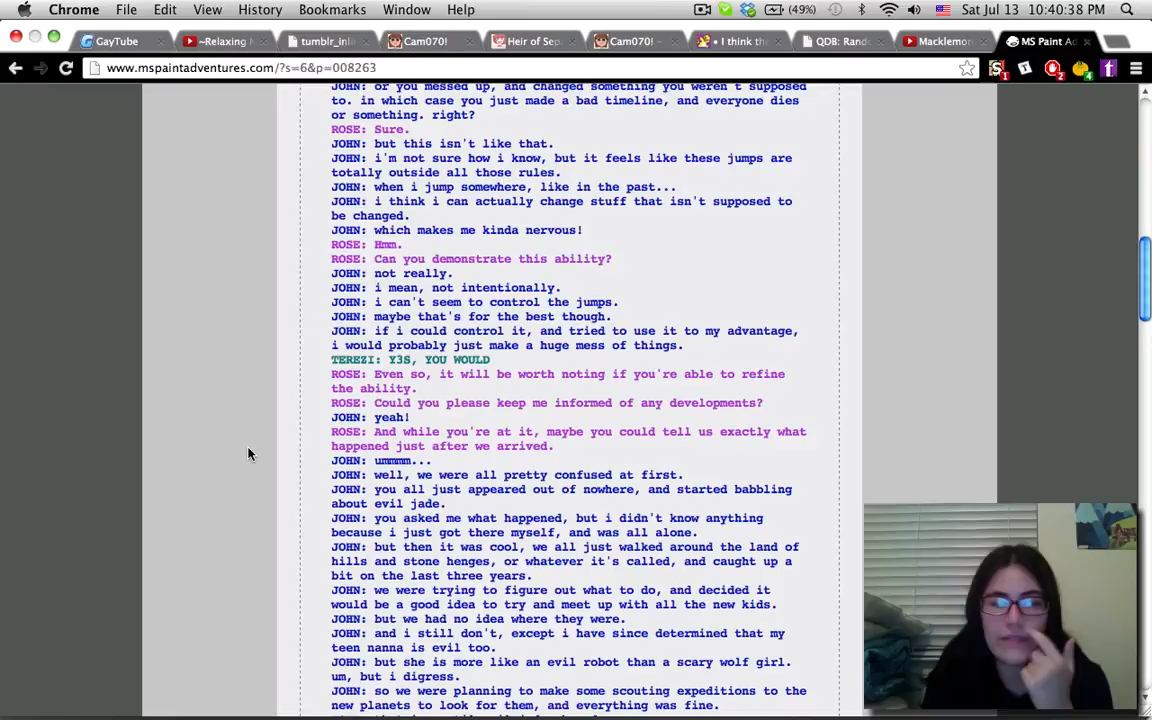 Chrome File Edit View History Bookmarks Window Help (49%) Sat Jul 13 10:40:38 PM
GayTube ~Relaxing M tumblr_inli Cam070! Heir of Sep Cam070! - • I think the QDB: Rand Macklemor MS Paint Ad
www.mspaintadventures.com/?s=6&p=008263
JOHN: or you messed up, and changed something you weren't supposed
to. in which case you just made a bad timeline, and everyone dies
or something. right?
ROSE: Sure.
JOHN: but this isn't like that.
JOHN: i'm not sure how i know, but it feels like these jumps are
totally outside all those rules.
JOHN: when i jump somewhere, like in the past...
JOHN: i think i can actually change stuff that isn't supposed to
be changed.
JOHN: which makes me kinda nervous!
ROSE: Hmm.
ROSE: Can you demonstrate this ability?
JOHN: not really.
JOHN: i mean, not intentionally.
JOHN: i can't seem to control the jumps.
JOHN: maybe that's for the best though.
JOHN: if i could control it, and tried to use it to my advantage,
i would probably just make a huge mess of things.
TEREZI: Y3S, YOU WOULD
ROSE: Even so, it will be worth noting if you're able to refine
the ability.
ROSE: Could you please keep me informed of any developments?
JOHN: yeah!
ROSE: And while you're at it, maybe you could tell us exactly what
happened just after we arrived.
JOHN: ummmm...
JOHN: well, we were all pretty confused at first.
JOHN: you all just appeared out of nowhere, and started babbling
about evil jade.
JOHN: you asked me what happened, but i didn't know anything
because i just got there myself, and was all alone.
JOHN: but then it was cool, we all just walked around the land of
hills and stone henges, or whatever it's called, and caught up a
bit on the last three years.
JOHN: we were trying to figure out what to do, and decided it
would be a good idea to try and meet up with all the new kids.
JOHN: but we had no idea where they were.
JOHN: and i still don't, except i have since determined that my
teen nanna is evil too.
JOHN: but she is more like an evil robot than a scary wolf girl.
um, but i digress.
JOHN: so we were planning to make some scouting expeditions to the
new planets to look for them, and everything was fine.